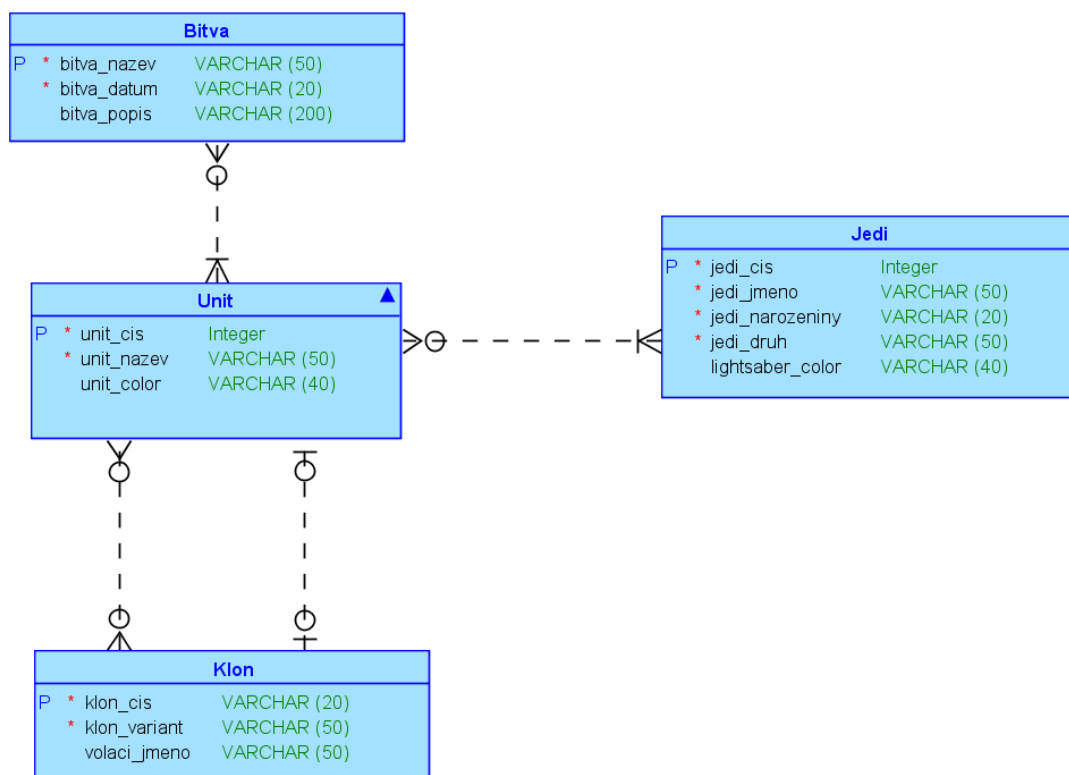 Bitva
P * bitva_nazev VARCHAR (50)
* bitva_datum VARCHAR (20)
bitva_popis VARCHAR (200)
Unit
P * unit_cis Integer
* unit_nazev VARCHAR (50)
unit_color VARCHAR (40)
Jedi
P * jedi_cis Integer
* jedi_jmeno VARCHAR (50)
* jedi_narozeniny VARCHAR (20)
* jedi_druh VARCHAR (50)
lightsaber_color VARCHAR (40)
Klon
P * klon_cis VARCHAR (20)
* klon_variant VARCHAR (50)
volaci_jmeno VARCHAR (50)